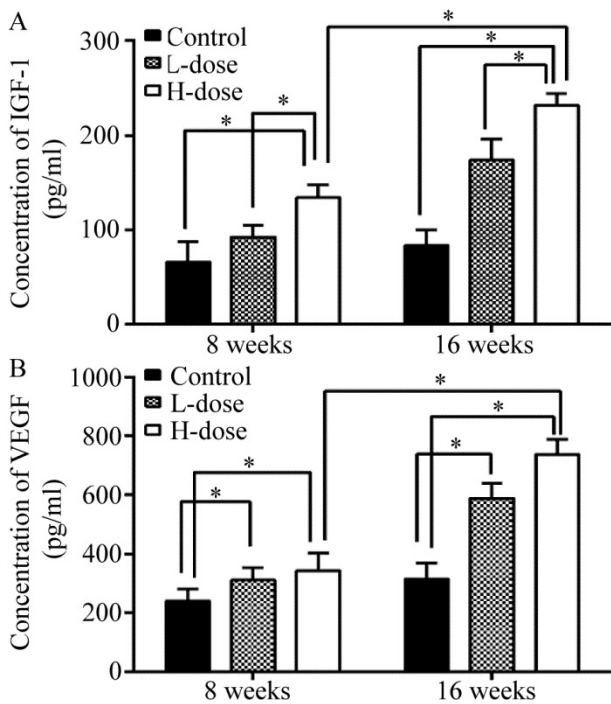 A
Concentration of IGF-1
(pg/ml)
300
200
100
0
Control
L-dose
H-dose
*
*
*
*
*
8 weeks
16 weeks
B
Concentration of VEGF
(pg/ml)
1000
800
600
400
200
0
Control
L-dose
H-dose
*
*
*
*
*
8 weeks
16 weeks